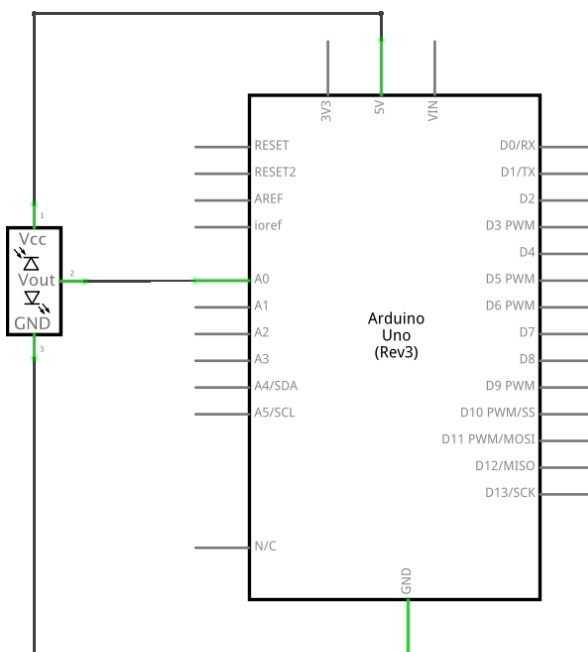 3V3
5V
VIN
RESET
RESET2
AREF
ioref
A0
A1
A2
A3
A4/SDA
A5/SCL
N/C
D0/RX
D1/TX
D2
D3 PWM
D4
D5 PWM
D6 PWM
D7
D8
D9 PWM
D10 PWM/SS
D11 PWM/MOSI
D12/MISO
D13/SCK
Arduino
Uno
(Rev3)
GND
1
Vcc
Vout
2
GND
3